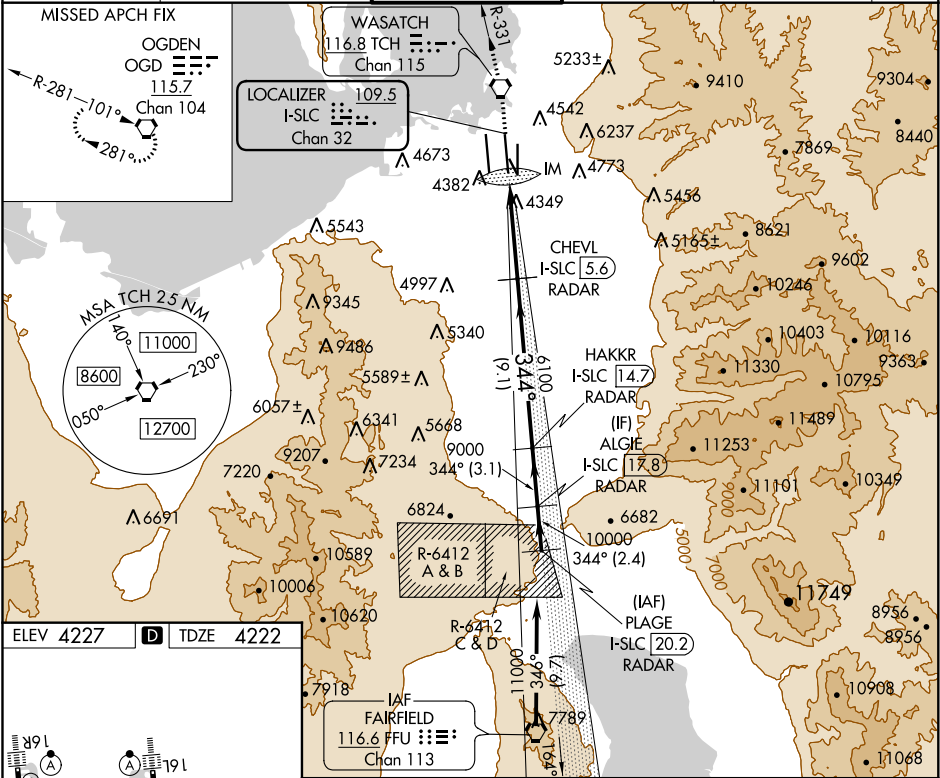 MISSED APCH FIX
OGDEN
OGD
115.7
Chan 104
R-281
101°
281°
WASATCH
116.8 TCH
Chan 115
R-331
LOCALIZER 109.5
I-SLC
Chan 32
5233±
9410
9304
4542
6237
8440
7869
4673
4382
IM
4773
4349
5456
5543
5165±
8621
CHEVL
I-SLC 5.6
RADAR
9602
4997
10246
MSA TCH 25 NM
140°
11000
8600
230°
050°
12700
9345
9486
5340
5589±
344°
(9.1)
6100
10403
10116
9363
11330
10795
HAKKR
I-SLC 14.7
RADAR
6057±
6341
5668
11489
9207
7234
9000
344° (3.1)
(IF)
ALGIE
I-SLC 17.8
RADAR
11253
7220
11101
10349
6691
6824
6682
10000
344° (2.4)
5000
R-6412
A & B
10589
10006
11749
10620
R-6412
C & D
(IAF)
PLAGE
I-SLC 20.2
RADAR
8956
8956
ELEV 4227
D
TDZE 4222
11000
346°
(9.7)
7918
IAF
FAIRFIELD
116.6 FFU
Chan 113
7789
164°
10908
11068
16R
A
A
16L